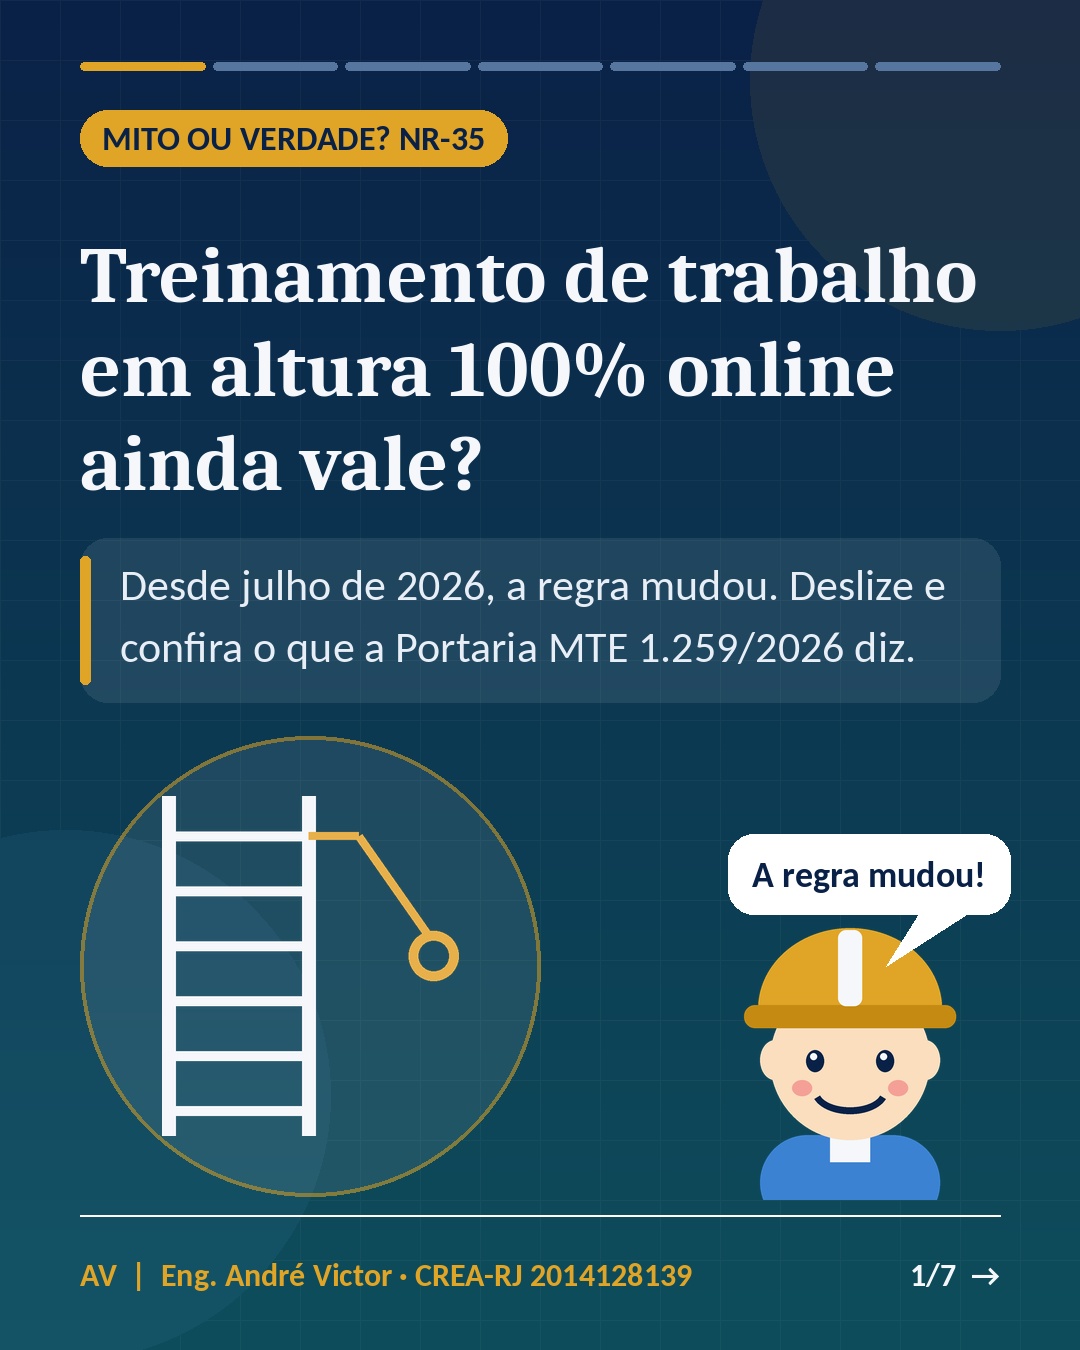 MITO OU VERDADE? NR-35
Treinamento de trabalho
em altura 100% online
ainda vale?
Desde julho de 2026, a regra mudou. Deslize e
confira o que a Portaria MTE 1.259/2026 diz.
A regra mudou!
AV | Eng. André Victor · CREA-RJ 2014128139
1/7 →